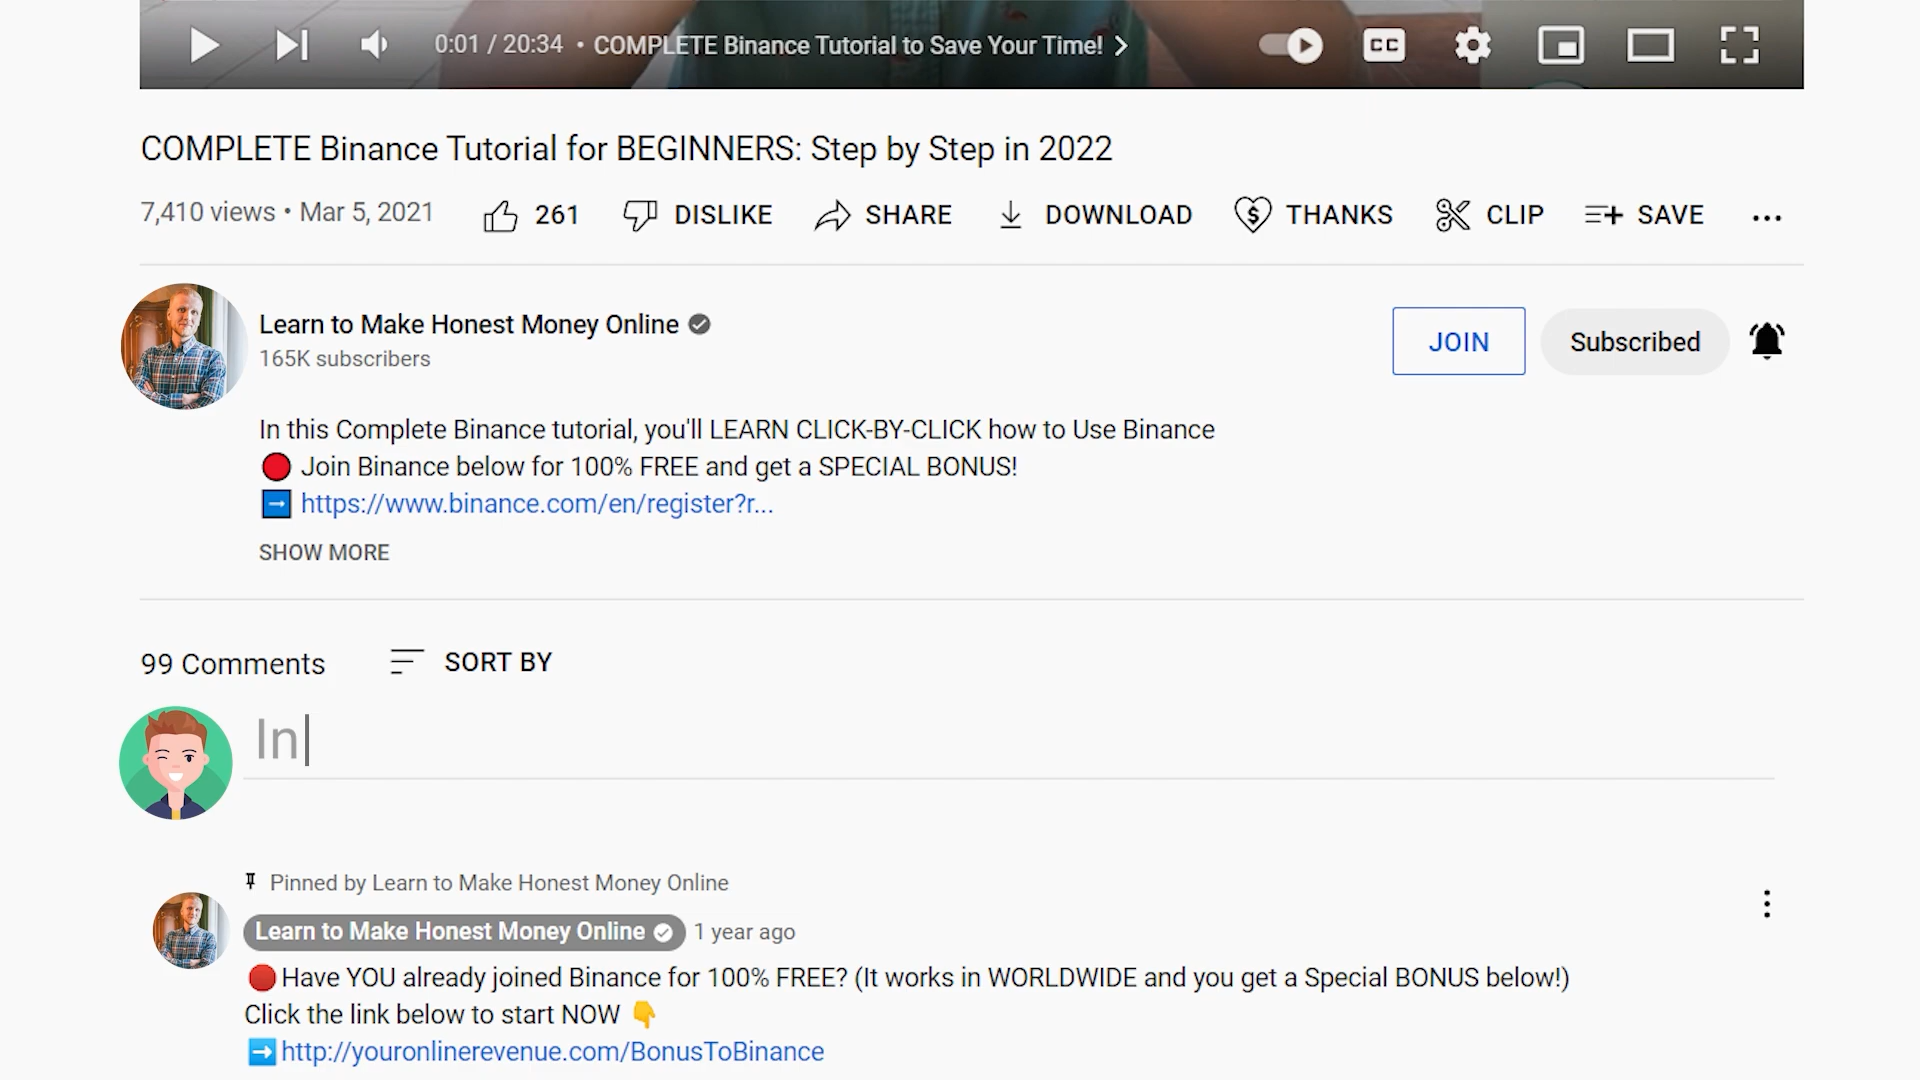 0:01 / 20:34 • COMPLETE Binance Tutorial to Save Your Time!
CC
COMPLETE Binance Tutorial for BEGINNERS: Step by Step in 2022
7,410 views • Mar 5, 2021 261 DISLIKE SHARE DOWNLOAD THANKS CLIP SAVE
Learn to Make Honest Money Online
165K subscribers
JOIN Subscribed
In this Complete Binance tutorial, you'll LEARN CLICK-BY-CLICK how to Use Binance
🔴 Join Binance below for 100% FREE and get a SPECIAL BONUS!
➡️ https://www.binance.com/en/register?r...
SHOW MORE
99 Comments SORT BY
In
Pinned by Learn to Make Honest Money Online
Learn to Make Honest Money Online 1 year ago
🔴Have YOU already joined Binance for 100% FREE? (It works in WORLDWIDE and you get a Special BONUS below!)
Click the link below to start NOW 👇
➡️http://youronlinerevenue.com/BonusToBinance